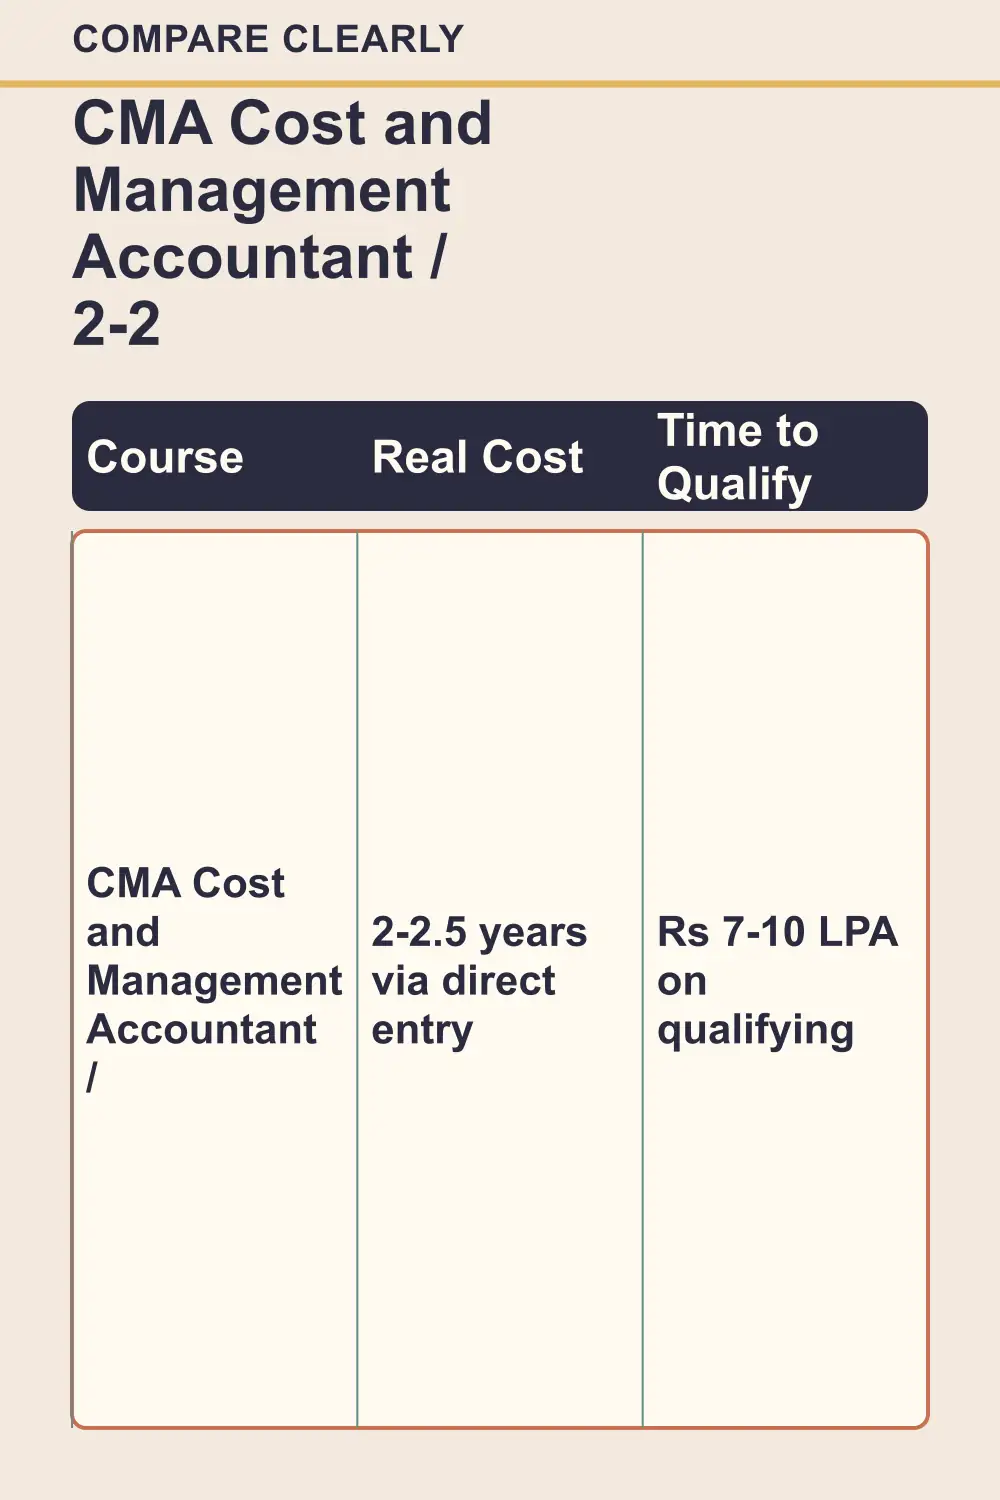 COMPARE CLEARLY
CMA Cost and
Management
Accountant /
2-2
Course
Real Cost
Time to
Qualify
CMA Cost
and
Management
Accountant
/
2-2.5 years
via direct
entry
Rs 7-10 LPA
on
qualifying